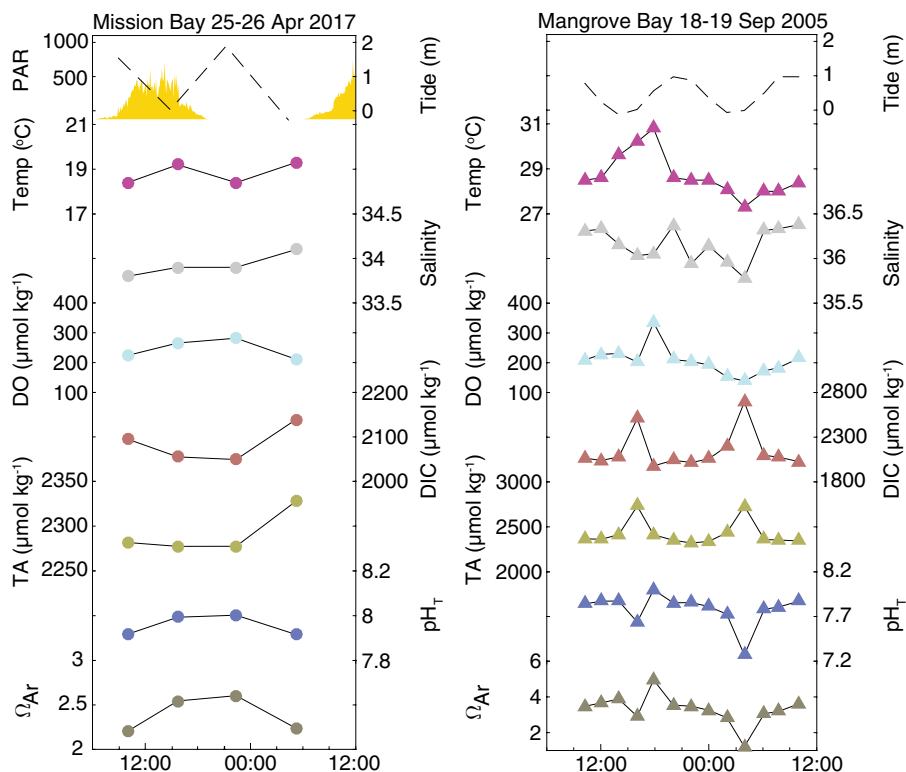 Mission Bay 25-26 Apr 2017
PAR
1000
500
2
1
0
Tide (m)
Temp (°C)
21
19
17
34.5
34
33.5
Salinity
DO (µmol kg⁻¹)
400
300
200
100
2200
2100
2000
DIC (µmol kg⁻¹)
TA (µmol kg⁻¹)
2350
2300
2250
8.2
8
7.8
pH_T
Ω_Ar
3
2.5
2
12:00 00:00 12:00
Mangrove Bay 18-19 Sep 2005
2
1
0
Tide (m)
Temp (°C)
31
29
27
36.5
36
35.5
Salinity
DO (µmol kg⁻¹)
400
300
200
100
2800
2300
1800
DIC (µmol kg⁻¹)
TA (µmol kg⁻¹)
3000
2500
2000
8.2
7.7
7.2
pH_T
Ω_Ar
6
4
2
12:00 00:00 12:00